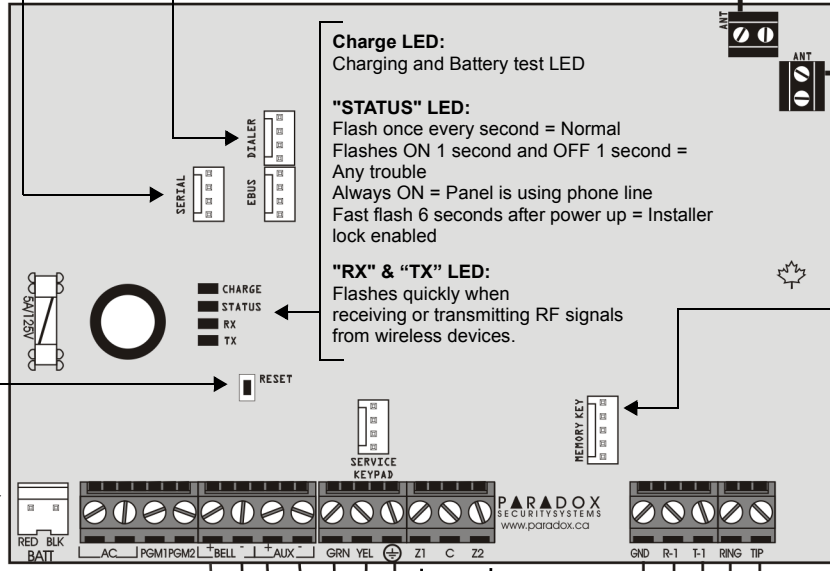 ANT
ANT
Charge LED:
Charging and Battery test LED
"STATUS" LED:
Flash once every second = Normal
Flashes ON 1 second and OFF 1 second =
Any trouble
Always ON = Panel is using phone line
Fast flash 6 seconds after power up = Installer
lock enabled
"RX" & “TX” LED:
Flashes quickly when
receiving or transmitting RF signals
from wireless devices.
DIALER
SERIAL
EBUS
5A/125V
CHARGE
STATUS
RX
TX
RESET
SERVICE
KEYPAD
MEMORY KEY
PARADOX
SECURITY SYSTEMS
www.paradox.ca
RED BLK
BATT
AC PGM1 PGM2 + BELL - + AUX - GRN YEL Z1 C Z2 GND R-1 T-1 RING TIP